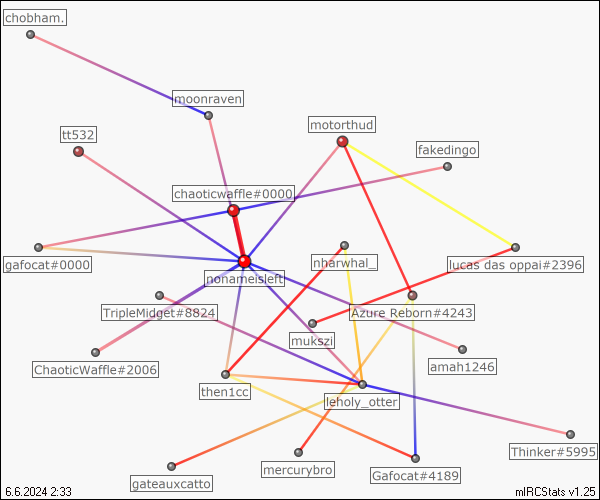 chobham.
moonraven
motorthud
tt532
fakedingo
chaoticwaffle#0000
gafocat#0000
nharwhal_
lucas das oppai#2396
nonameisleft
TripleMidget#8824
Azure Reborn#4243
mukszi
ChaoticWaffle#2006
amah1246
then1cc
leholy_otter
Thinker#5995
mercurybro
Gafocat#4189
gateauxcatto
6.6.2024 2:33
mIRCStats v1.25